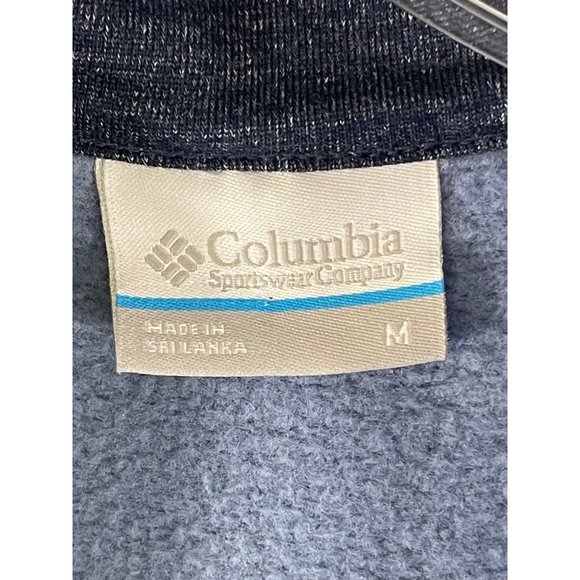 Columbia
Sportswear Company
MADE IN
SRI LANKA
M